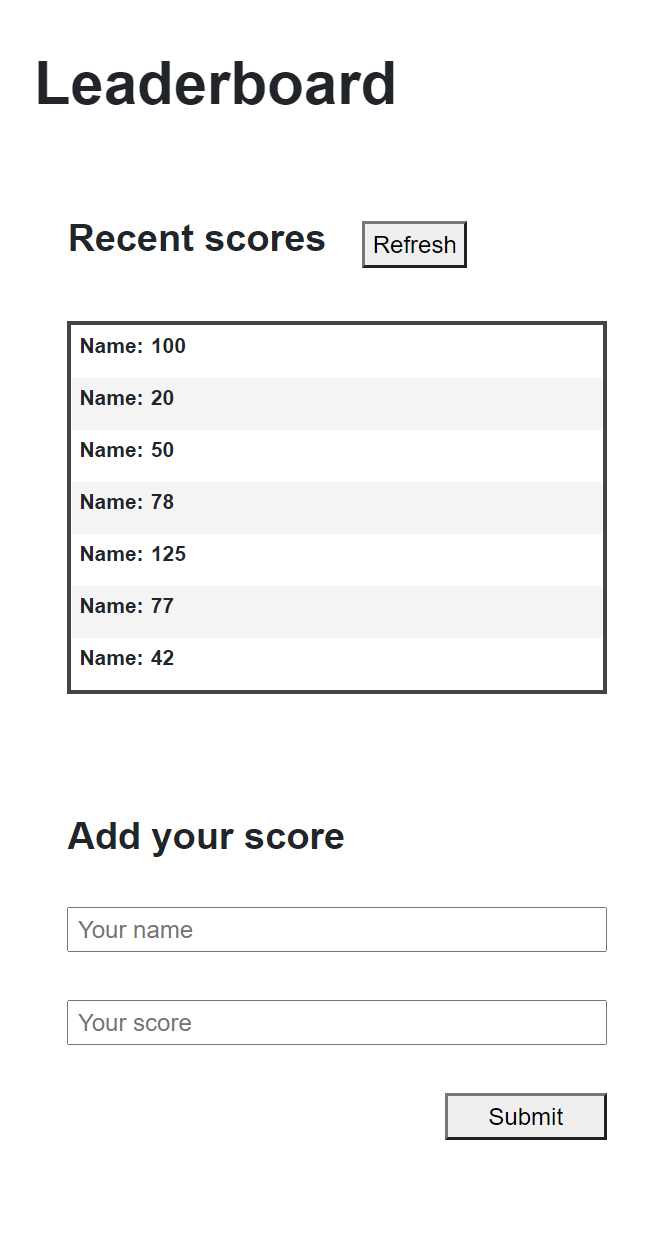 Leaderboard
Recent scores
Refresh
Name: 100
Name: 20
Name: 50
Name: 78
Name: 125
Name: 77
Name: 42
Add your score
Your name
Your score
Submit